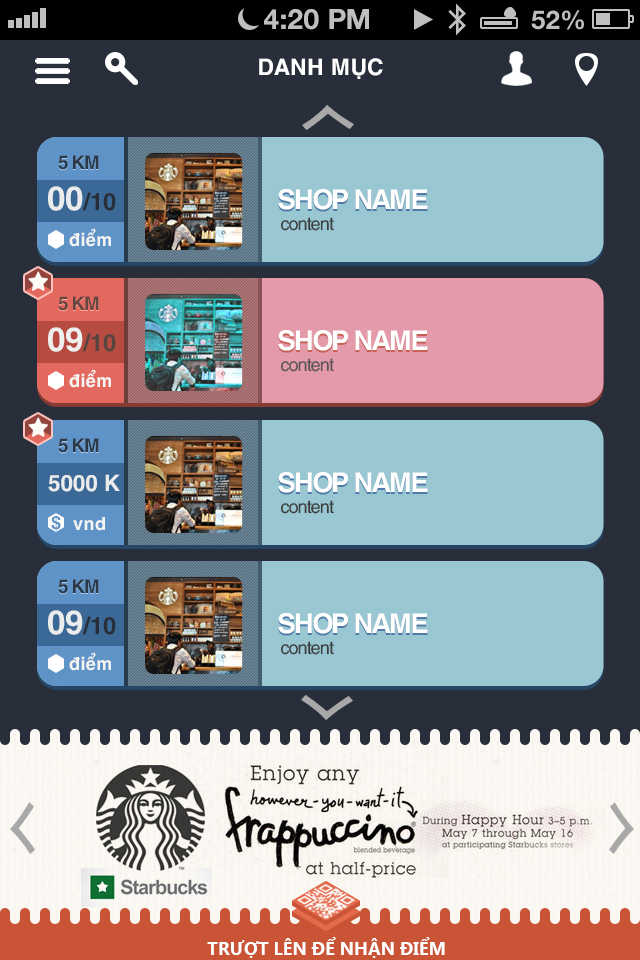 4:20 PM
52%
DANH MỤC
5 KM
00/10
điểm
SHOP NAME
content
5 KM
09/10
điểm
SHOP NAME
content
5 KM
5000 K
vnd
SHOP NAME
content
5 KM
09/10
điểm
SHOP NAME
content
Enjoy any
however-you-want-it
frappuccino
blended beverage
at half-price
During Happy Hour 3–5 p.m.
May 7 through May 16
at participating Starbucks stores
Starbucks
TRƯỢT LÊN ĐỂ NHẬN ĐIỂM